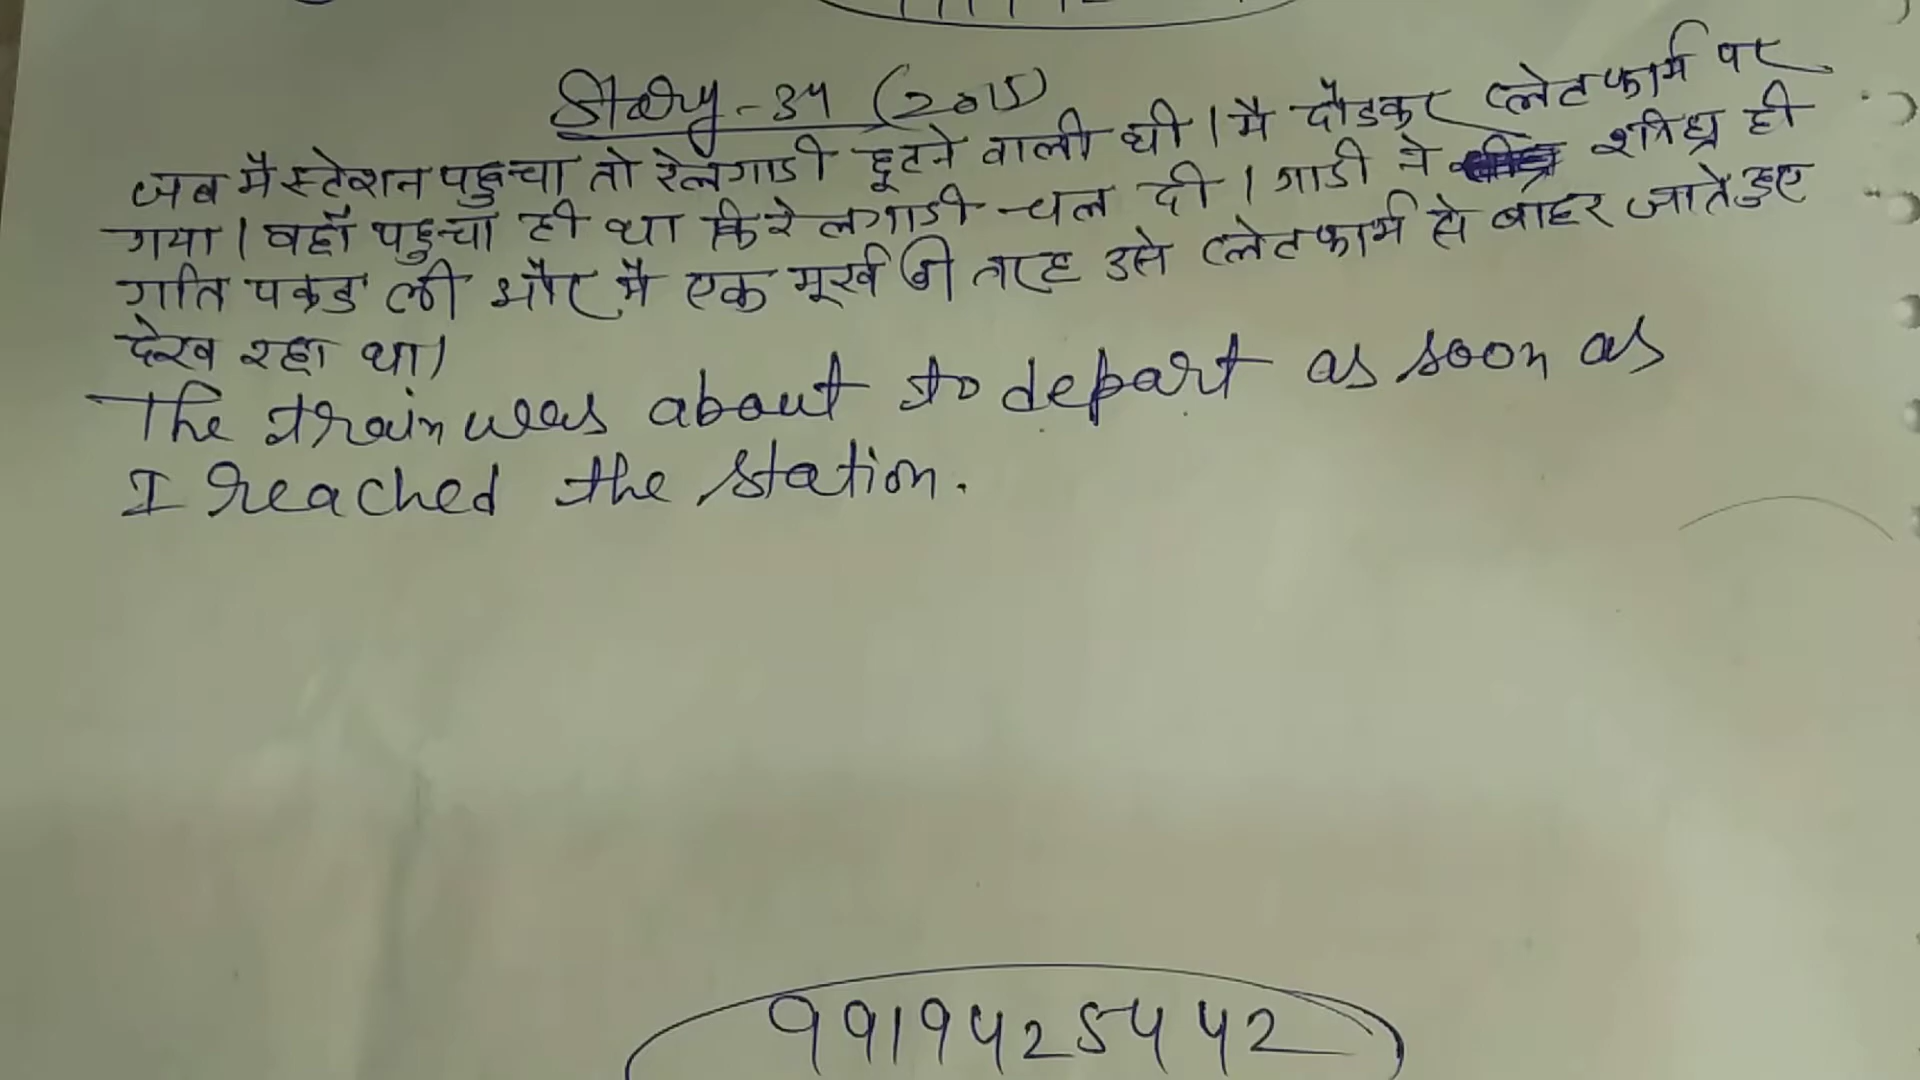 Story-34 (2015)
जब मै स्टेशन पहुन्चा तो रेलगाडी छूटने वाली थी । मै दौडकर प्लेटफार्म पर
गया । वहाँ पहुन्चा ही था कि रेलगाडी चल दी । गाडी ने शीघ्र ही
गति पकड ली और मै एक मूर्ख की तरह उसे प्लेटफार्म से बाहर जाते हुए
देख रहा था।
The train was about to depart as soon as
I reached the station.
9919425442